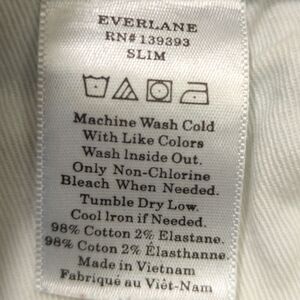 EVERLANE
RN# 139393
SLIM
Machine Wash Cold
With Like Colors
Wash Inside Out.
Only Non-Chlorine
Bleach When Needed.
Tumble Dry Low.
Cool Iron if Needed.
98% Cotton 2% Elastane.
98% Coton 2% Élasthanne.
Made in Vietnam
Fabriqué au Viêt-Nam